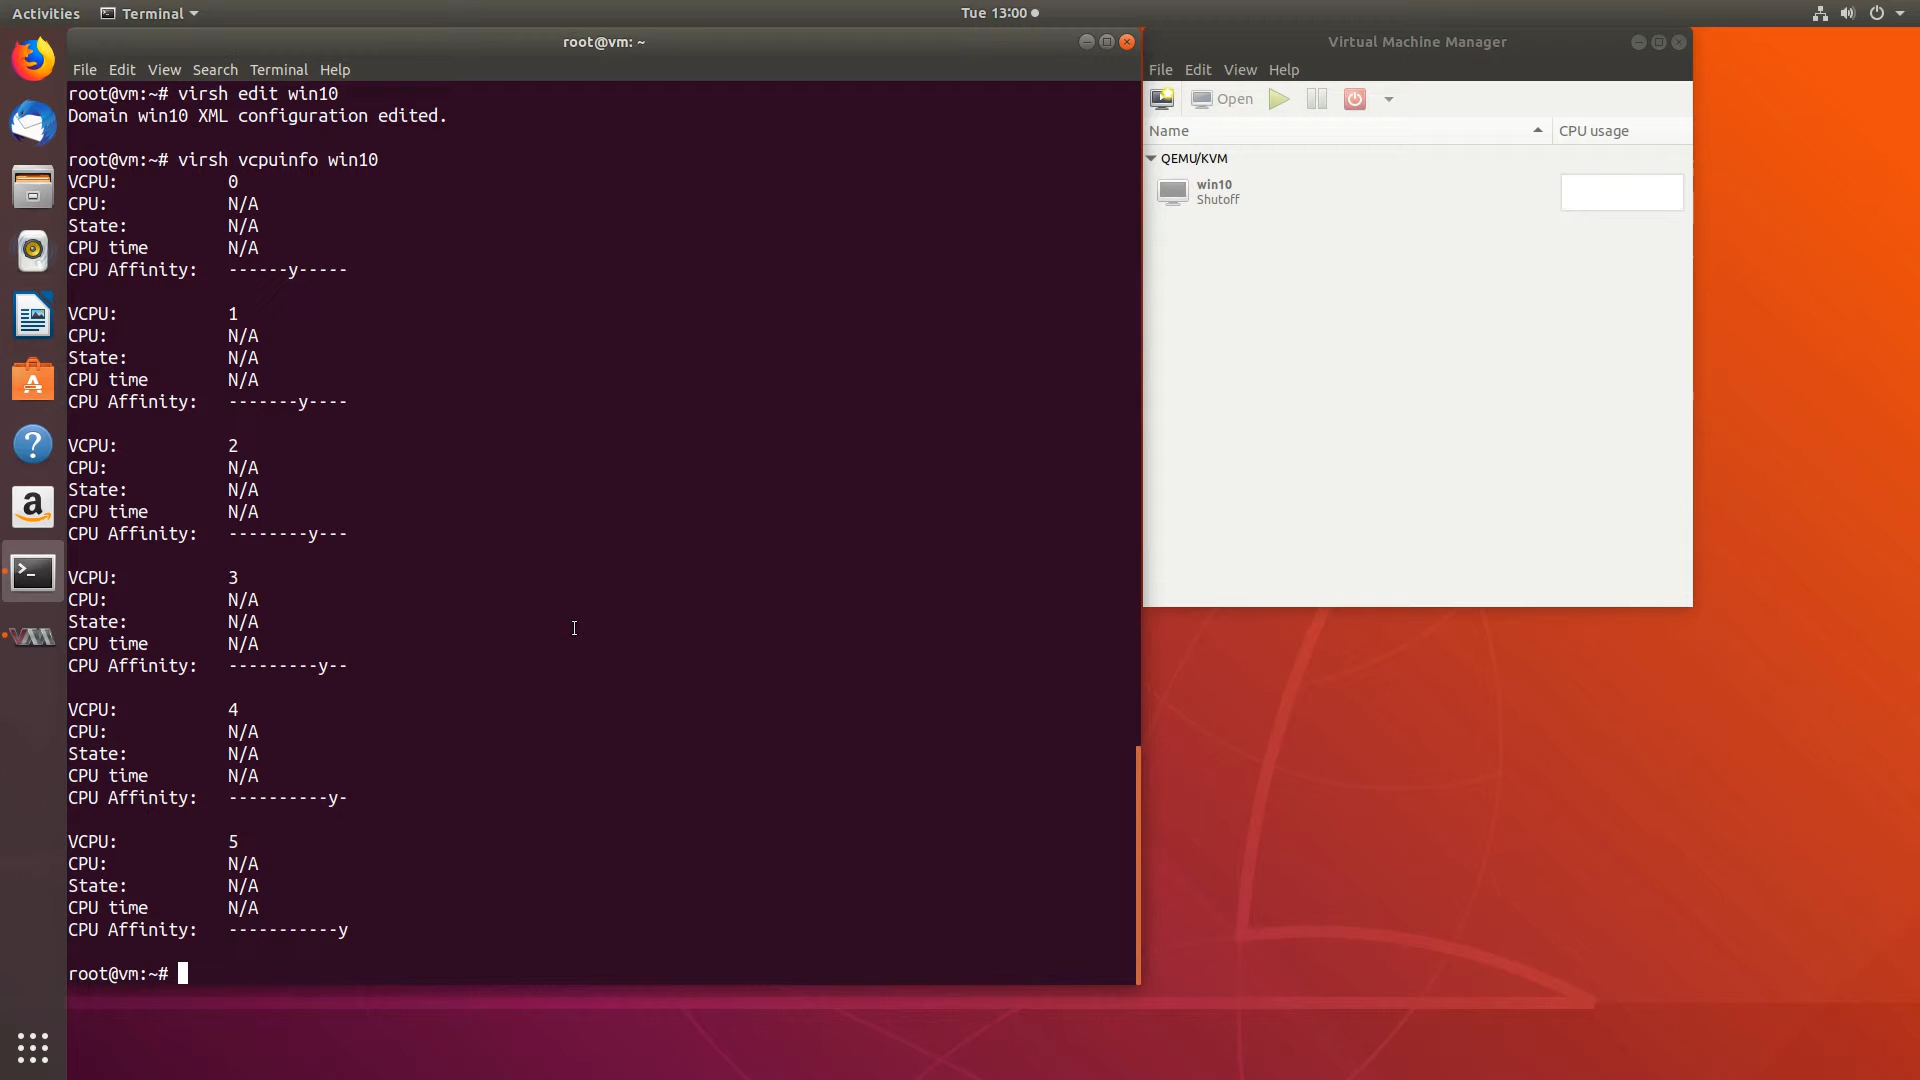 Activities
Terminal
Tue 13:00
root@vm: ~
File Edit View Search Terminal Help
root@vm:~# virsh edit win10
Domain win10 XML configuration edited.
root@vm:~# virsh vcpuinfo win10
VCPU: 0
CPU: N/A
State: N/A
CPU time N/A
CPU Affinity: ------y-----
VCPU: 1
CPU: N/A
State: N/A
CPU time N/A
CPU Affinity: -------y----
VCPU: 2
CPU: N/A
State: N/A
CPU time N/A
CPU Affinity: --------y---
VCPU: 3
CPU: N/A
State: N/A
CPU time N/A
CPU Affinity: ---------y--
VCPU: 4
CPU: N/A
State: N/A
CPU time N/A
CPU Affinity: ----------y-
VCPU: 5
CPU: N/A
State: N/A
CPU time N/A
CPU Affinity: -----------y
root@vm:~#
Virtual Machine Manager
File Edit View Help
Open
Name CPU usage
QEMU/KVM
win10
Shutoff